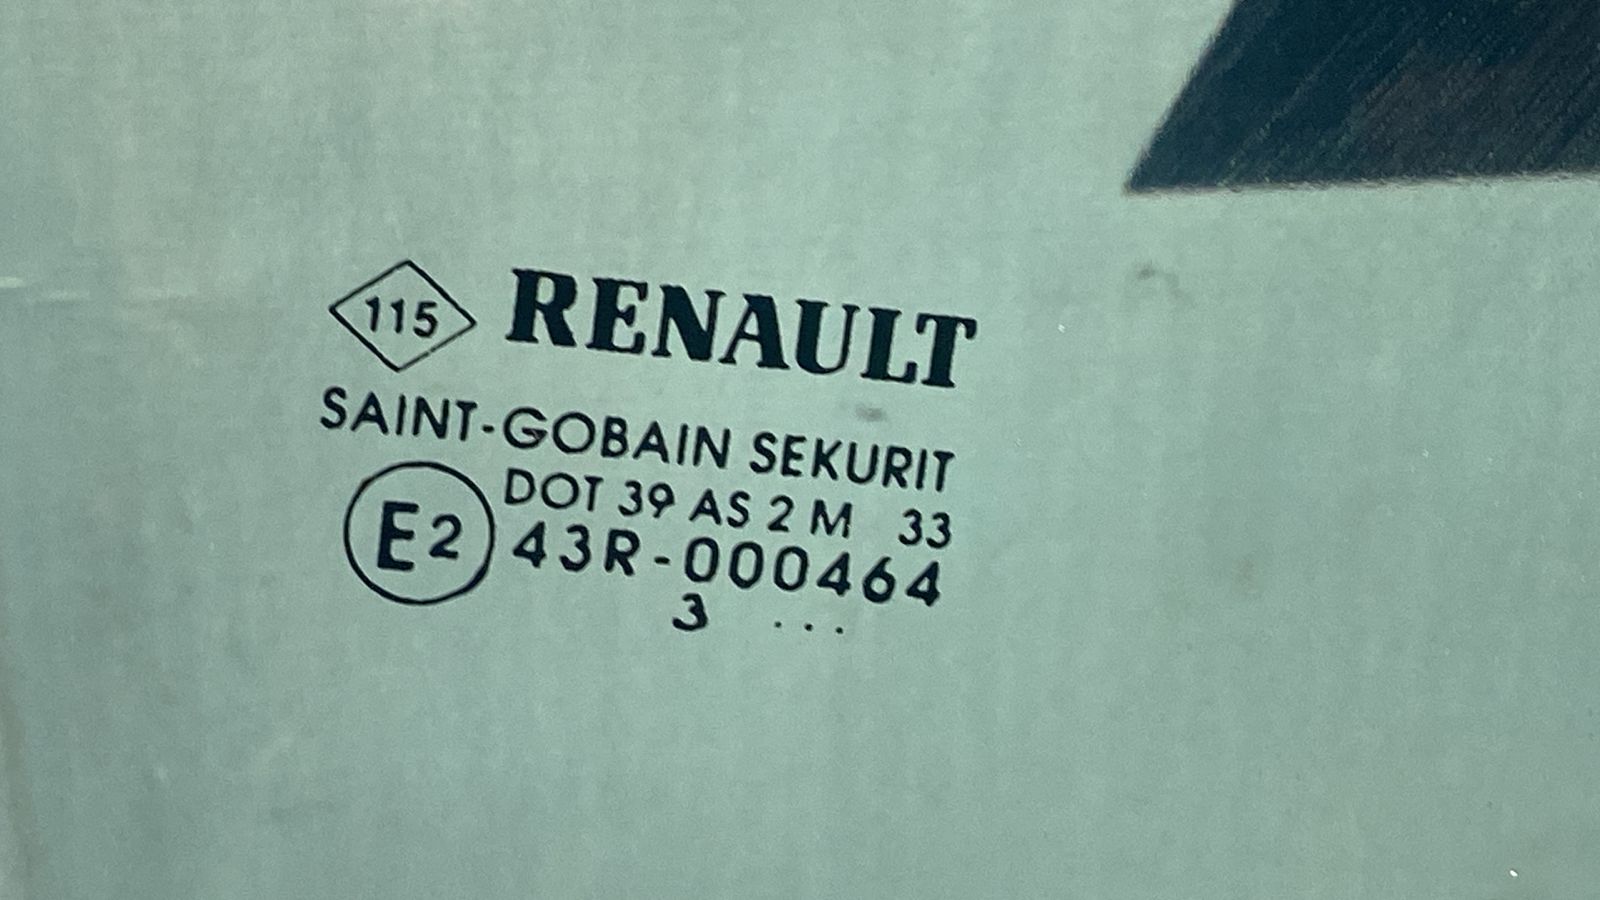 115 RENAULT
SAINT-GOBAIN SEKURIT
DOT 39 AS 2 M 33
E2 43R-000464
3 ...